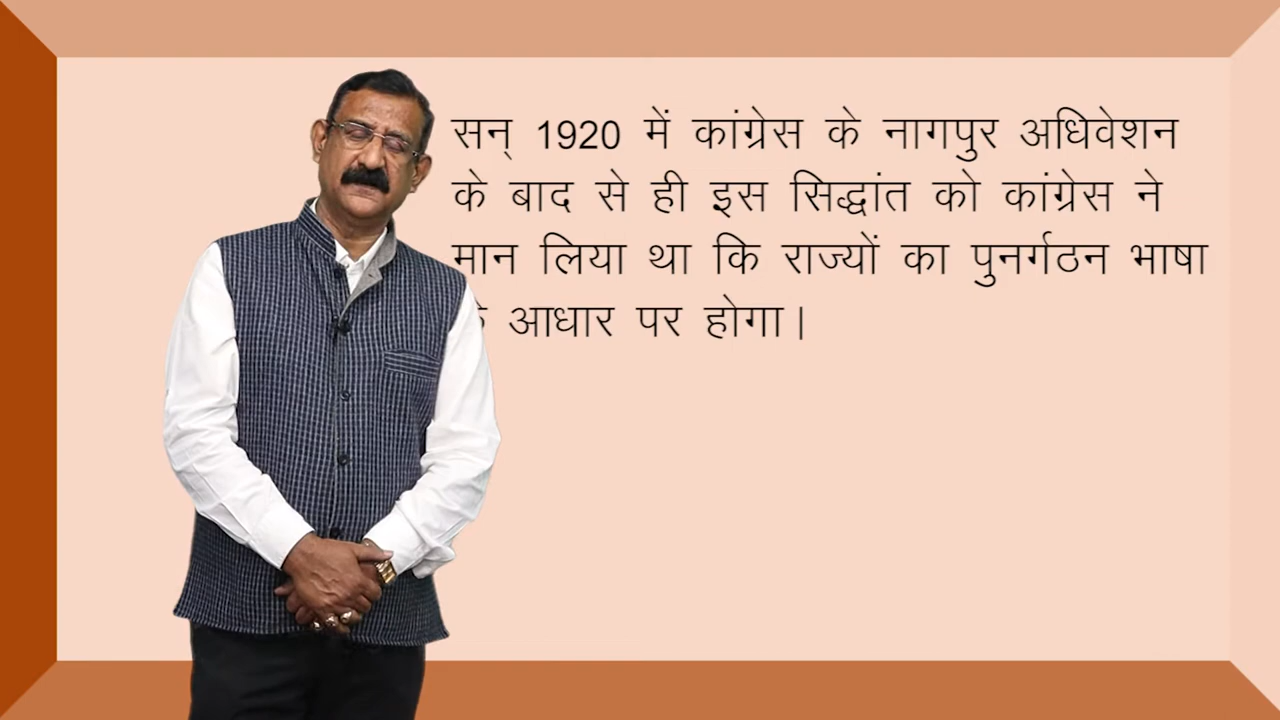 सन् 1920 में कांग्रेस के नागपुर अधिवेशन
के बाद से ही इस सिद्धांत को कांग्रेस ने
मान लिया था कि राज्यों का पुनर्गठन भाषा
आधार पर होगा।